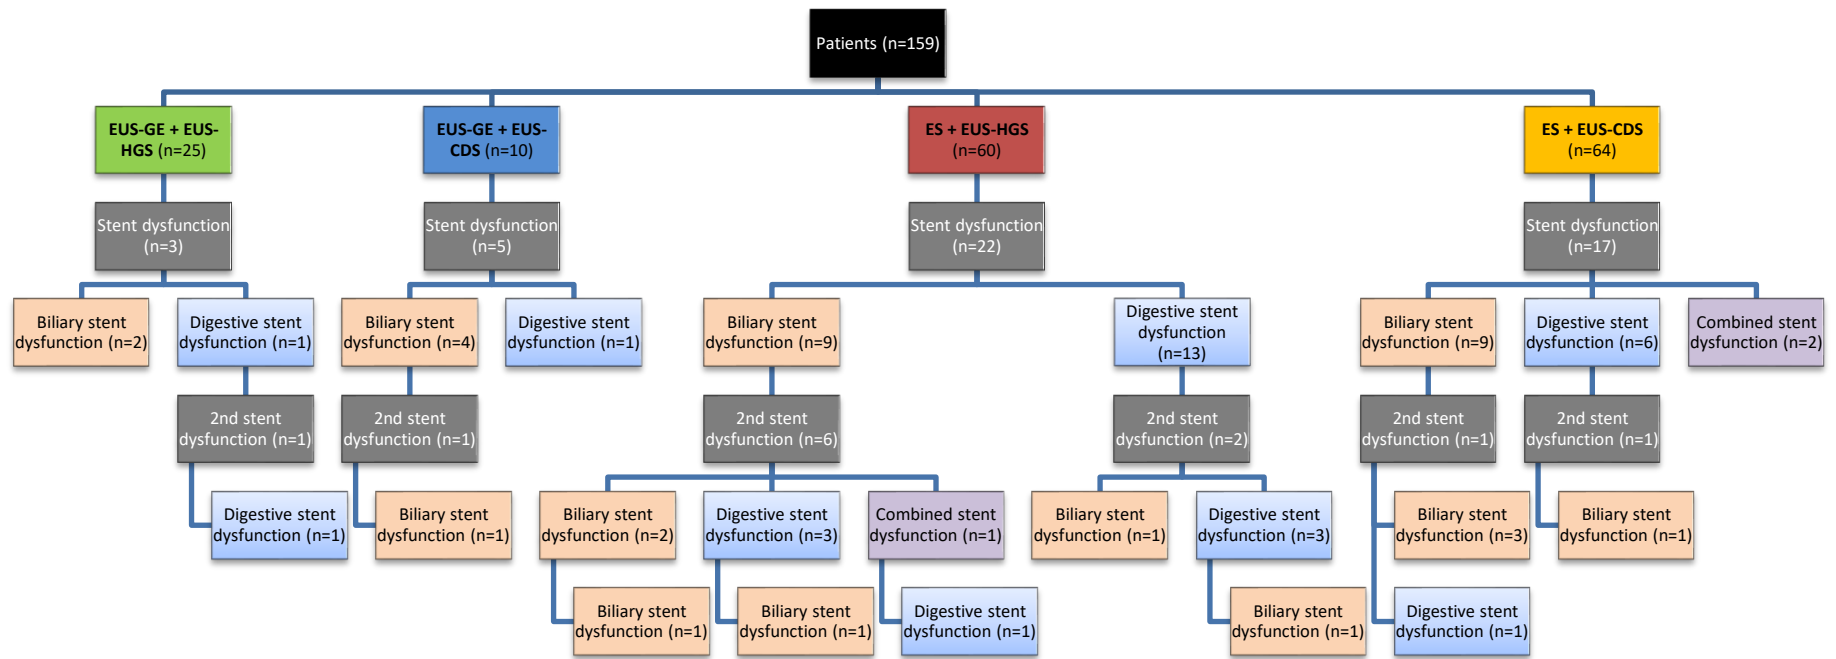 Patients (n=159)
EUS-GE + EUS-
HGS (n=25)
EUS-GE + EUS-
CDS (n=10)
ES + EUS-HGS
(n=60)
ES + EUS-CDS
(n=64)
Stent dysfunction
(n=3)
Stent dysfunction
(n=5)
Stent dysfunction
(n=22)
Stent dysfunction
(n=17)
Biliary stent
dysfunction (n=2)
Digestive stent
dysfunction (n=1)
Biliary stent
dysfunction (n=4)
Digestive stent
dysfunction (n=1)
Biliary stent
dysfunction (n=9)
Digestive stent
dysfunction
(n=13)
Biliary stent
dysfunction (n=9)
Digestive stent
dysfunction (n=6)
Combined stent
dysfunction (n=2)
2nd stent
dysfunction (n=1)
2nd stent
dysfunction (n=1)
2nd stent
dysfunction (n=6)
2nd stent
dysfunction (n=2)
2nd stent
dysfunction (n=1)
2nd stent
dysfunction (n=1)
Digestive stent
dysfunction (n=1)
Biliary stent
dysfunction (n=1)
Biliary stent
dysfunction (n=2)
Digestive stent
dysfunction (n=3)
Combined stent
dysfunction (n=1)
Biliary stent
dysfunction (n=1)
Digestive stent
dysfunction (n=3)
Biliary stent
dysfunction (n=3)
Biliary stent
dysfunction (n=1)
Biliary stent
dysfunction (n=1)
Biliary stent
dysfunction (n=1)
Digestive stent
dysfunction (n=1)
Biliary stent
dysfunction (n=1)
Digestive stent
dysfunction (n=1)